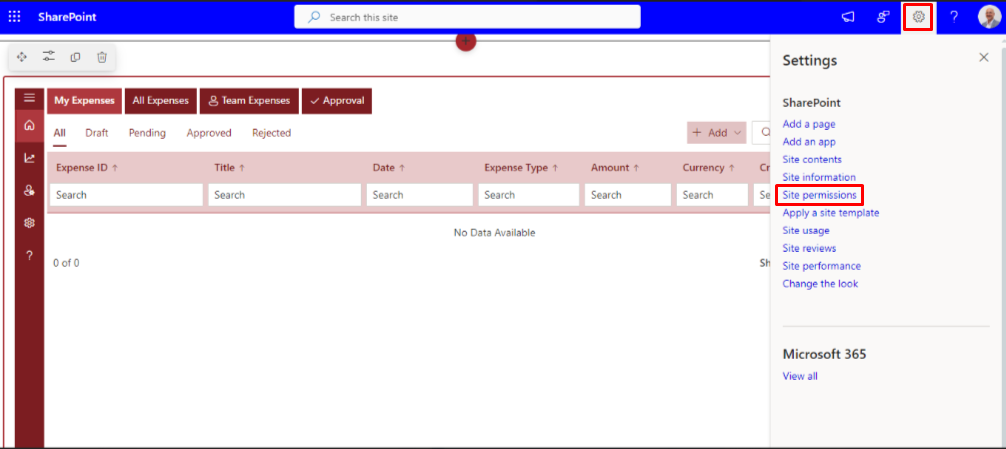 SharePoint
Search this site
?
Settings
My Expenses All Expenses Team Expenses Approval
All Draft Pending Approved Rejected
+ Add
Expense ID ↑ Title ↑ Date ↑ Expense Type ↑ Amount ↑ Currency ↑ Cr
Search Search Search Search Search Search Se
No Data Available
0 of 0 Sh
?
SharePoint
Add a page
Add an app
Site contents
Site information
Site permissions
Apply a site template
Site usage
Site reviews
Site performance
Change the look
Microsoft 365
View all